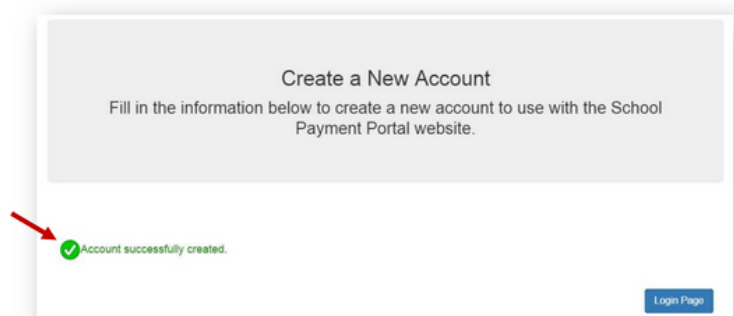 Create a New Account
Fill in the information below to create a new account to use with the School
Payment Portal website.
Account successfully created.
Login Page